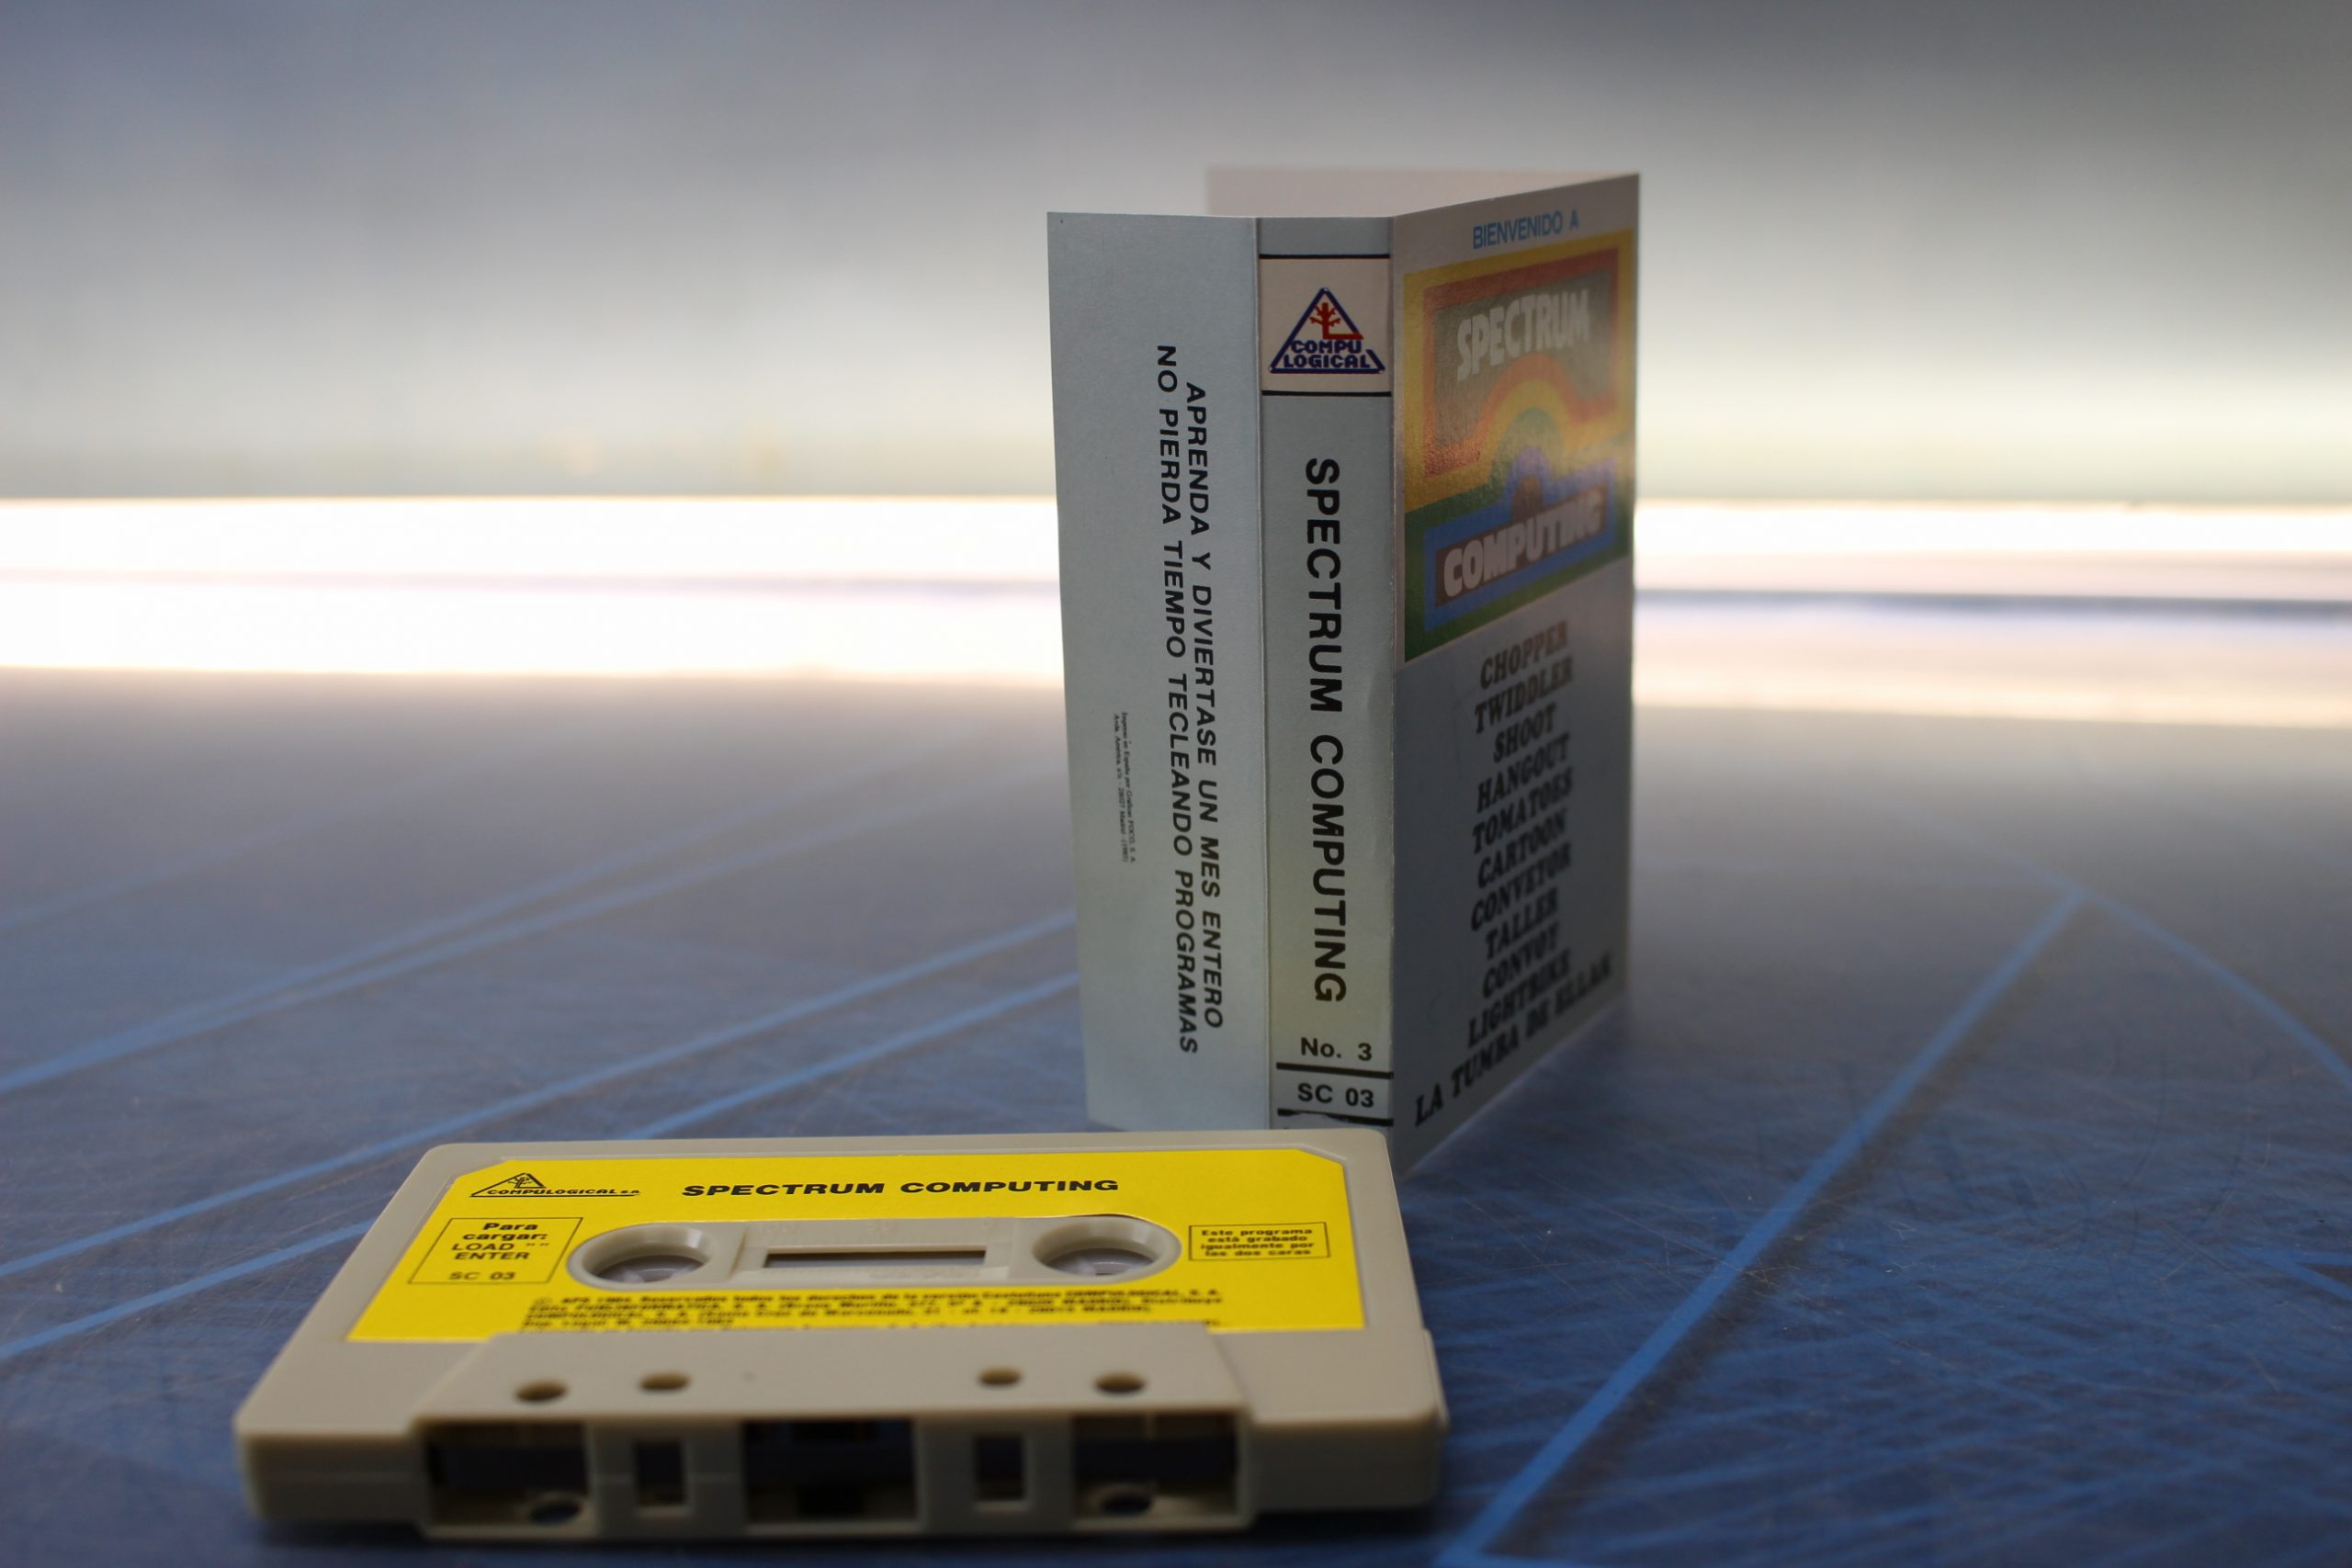 APRENDA Y DIVIERTASE UN MES ENTERO
NO PIERDA TIEMPO TECLEANDO PROGRAMAS
COMPU
LOGICAL
SPECTRUM COMPUTING
No. 3
SC 03
BIENVENIDO A
SPECTRUM
COMPUTING
CHOPPER
TWIDDLER
SHOOT
HANGOUT
TOMATOES
CARTOON
CONVEYOR
TALLER
CONVOY
LIGHTBIKE
LA TUMBA DE ELLAK
COMPULOGICAL S.A.
SPECTRUM COMPUTING
Para
cargar:
LOAD " "
ENTER
SC 03
Este programa
está grabado
igualmente por
las dos caras